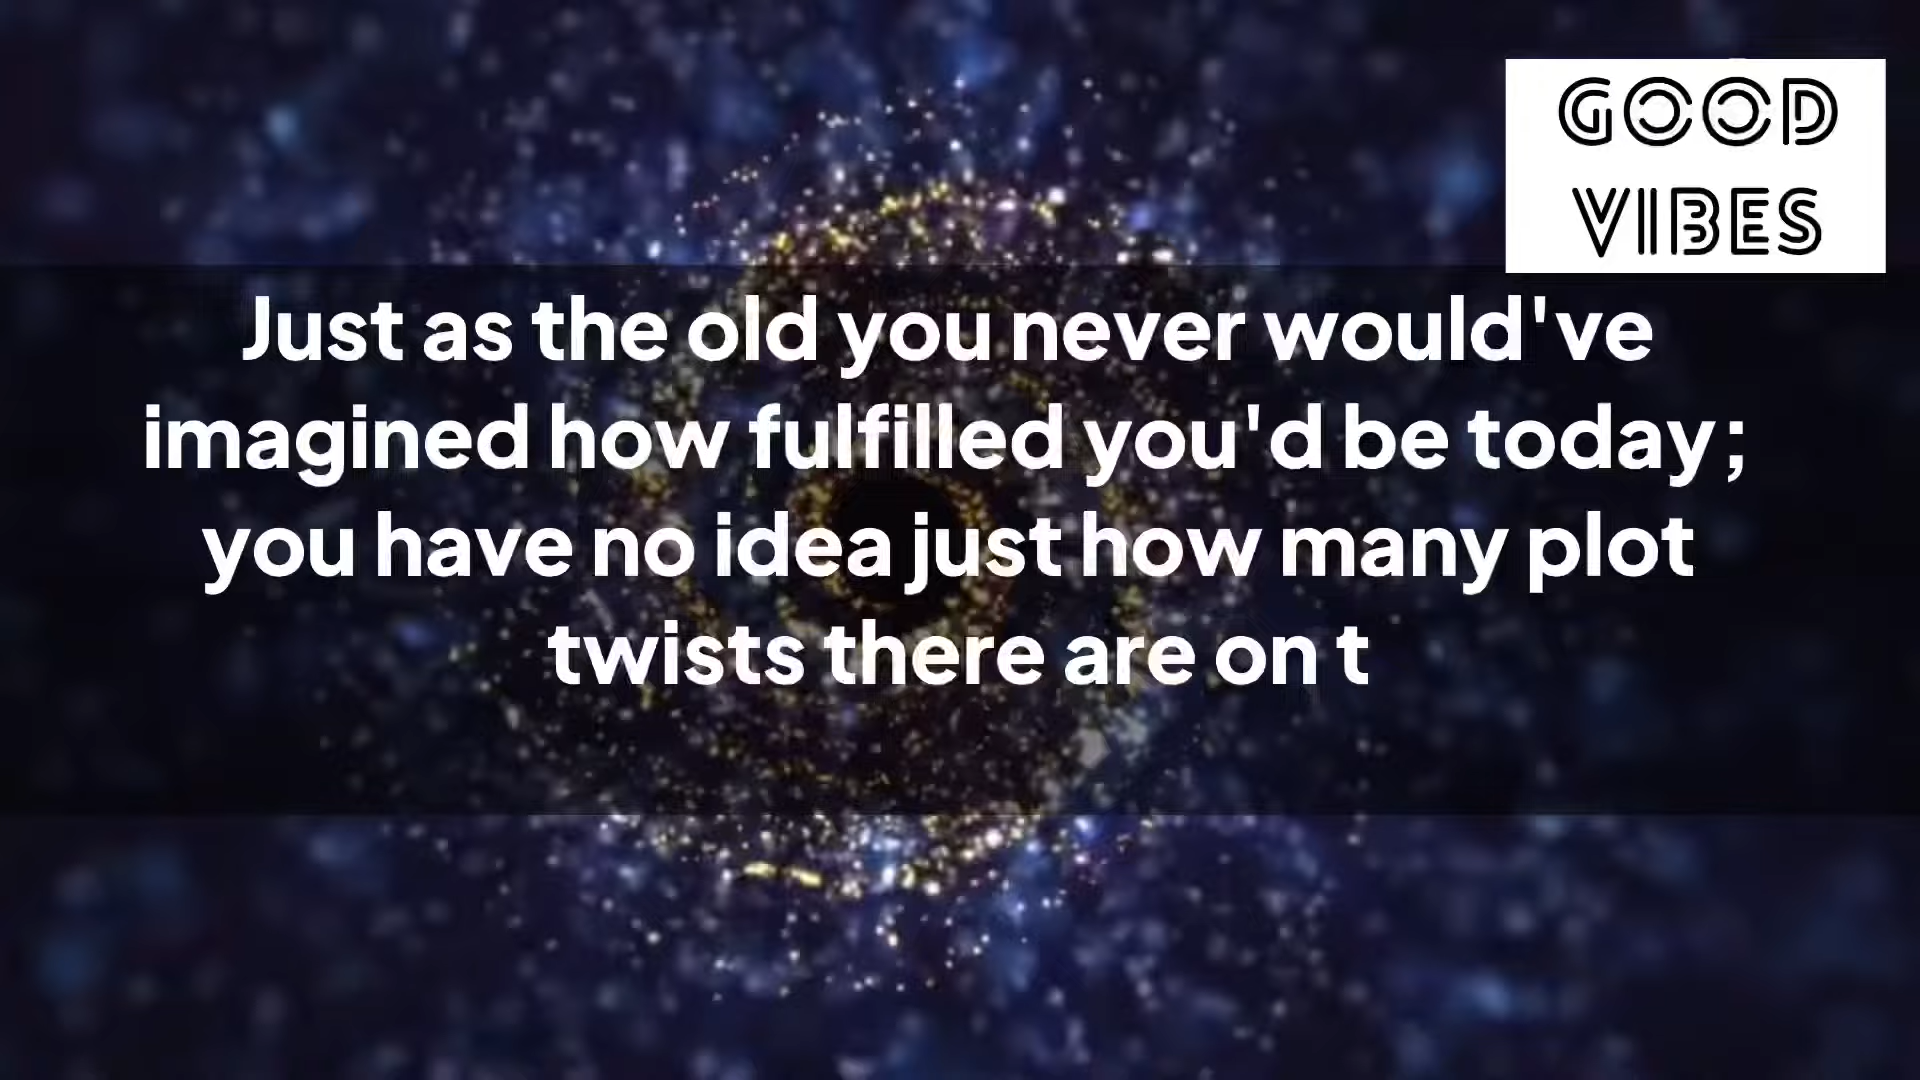 GOOD
VIBES
Just as the old you never would've
imagined how fulfilled you'd be today;
you have no idea just how many plot
twists there are on t